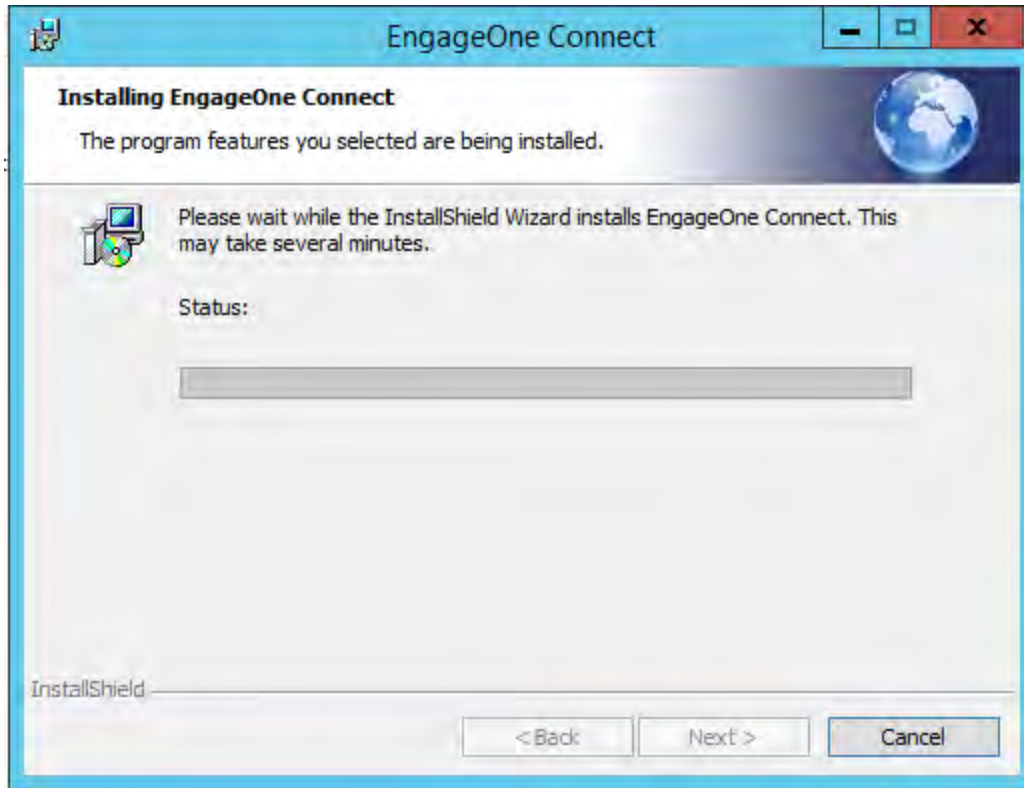 EngageOne Connect
Installing EngageOne Connect
The program features you selected are being installed.
Please wait while the InstallShield Wizard installs EngageOne Connect. This
may take several minutes.
Status:
InstallShield
< Back Next > Cancel